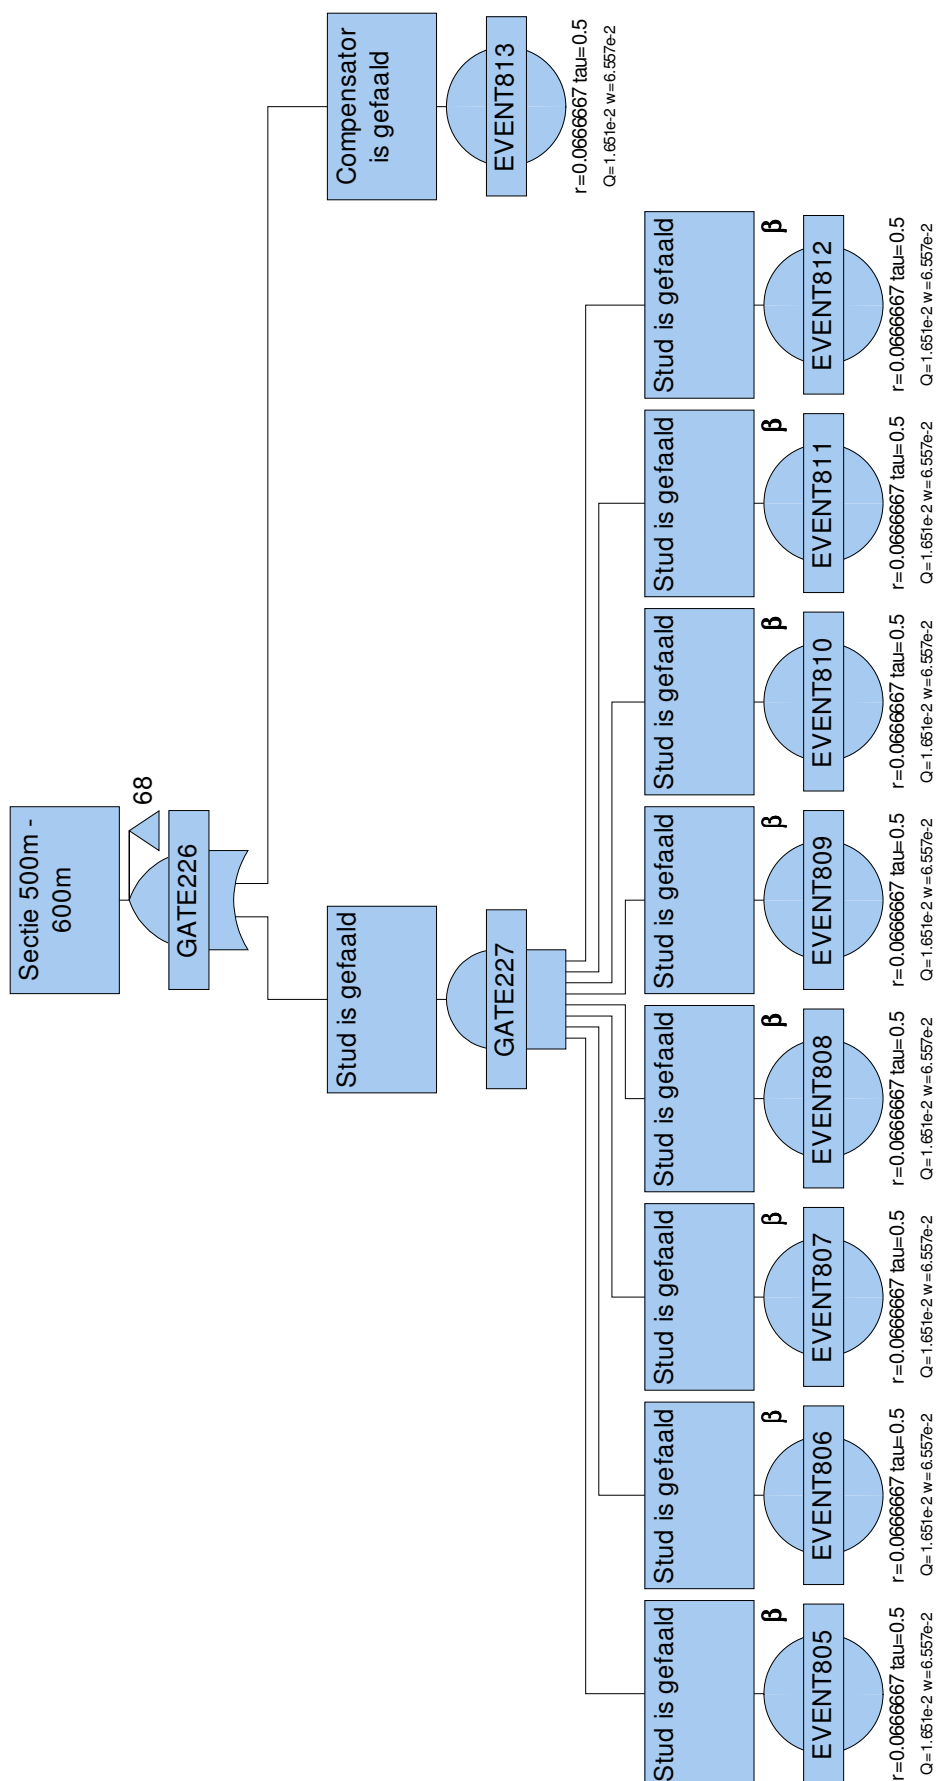 Sectie 500m -
600m
68
GATE226
Stud is gefaald
GATE227
Compensator
is gefaald
EVENT813
r=0.0666667 tau=0.5
Q=1.651e-2 w=6.557e-2
Stud is gefaald
β
EVENT805
r=0.0666667 tau=0.5
Q=1.651e-2 w=6.557e-2
Stud is gefaald
β
EVENT806
r=0.0666667 tau=0.5
Q=1.651e-2 w=6.557e-2
Stud is gefaald
β
EVENT807
r=0.0666667 tau=0.5
Q=1.651e-2 w=6.557e-2
Stud is gefaald
β
EVENT808
r=0.0666667 tau=0.5
Q=1.651e-2 w=6.557e-2
Stud is gefaald
β
EVENT809
r=0.0666667 tau=0.5
Q=1.651e-2 w=6.557e-2
Stud is gefaald
β
EVENT810
r=0.0666667 tau=0.5
Q=1.651e-2 w=6.557e-2
Stud is gefaald
β
EVENT811
r=0.0666667 tau=0.5
Q=1.651e-2 w=6.557e-2
Stud is gefaald
β
EVENT812
r=0.0666667 tau=0.5
Q=1.651e-2 w=6.557e-2